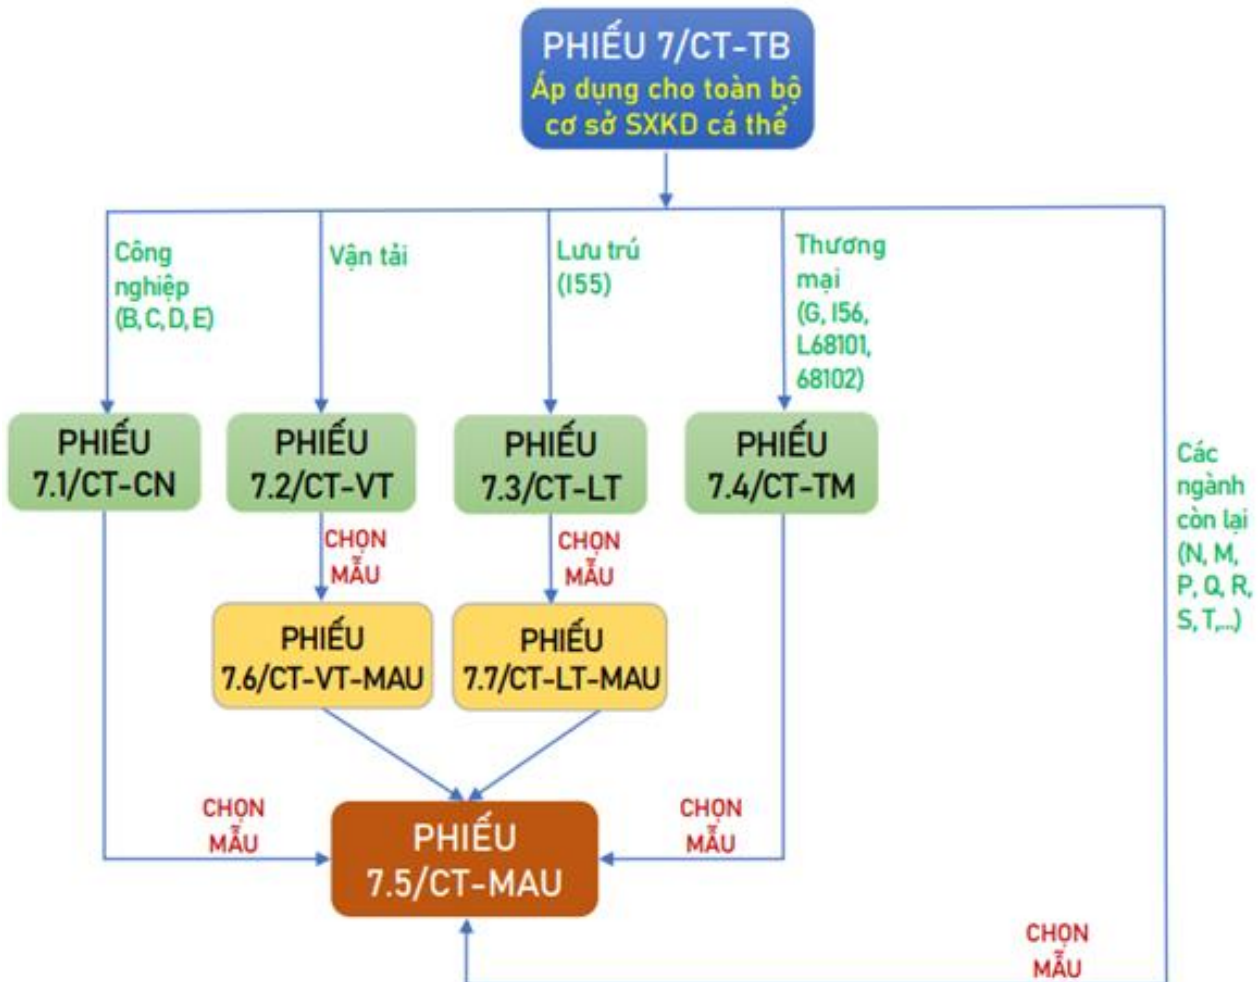 PHIẾU 7/CT-TB
Áp dụng cho toàn bộ
cơ sở SXKD cá thể
Công
nghiệp
(B, C, D, E)
Vận tải
Lưu trú
(I55)
Thương
mại
(G, I56,
L68101,
68102)
PHIẾU
7.1/CT-CN
PHIẾU
7.2/CT-VT
PHIẾU
7.3/CT-LT
PHIẾU
7.4/CT-TM
Các
ngành
còn lại
(N, M,
P, Q, R,
S, T,...)
CHỌN
MẪU
CHỌN
MẪU
PHIẾU
7.6/CT-VT-MAU
PHIẾU
7.7/CT-LT-MAU
CHỌN
MẪU
PHIẾU
7.5/CT-MAU
CHỌN
MẪU
CHỌN
MẪU